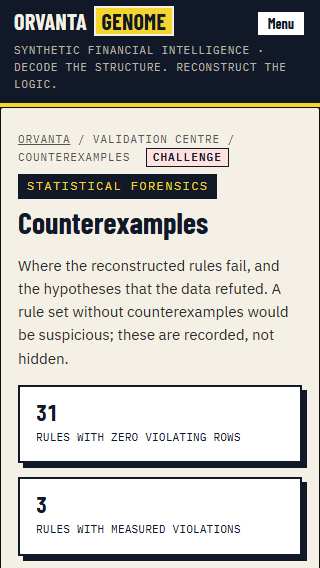 ORVANTA GENOME
Menu
SYNTHETIC FINANCIAL INTELLIGENCE ·
DECODE THE STRUCTURE. RECONSTRUCT THE
LOGIC.
ORVANTA / VALIDATION CENTRE /
COUNTEREXAMPLES CHALLENGE
STATISTICAL FORENSICS
Counterexamples
Where the reconstructed rules fail, and
the hypotheses that the data refuted. A
rule set without counterexamples would
be suspicious; these are recorded, not
hidden.
31
RULES WITH ZERO VIOLATING ROWS
3
RULES WITH MEASURED VIOLATIONS